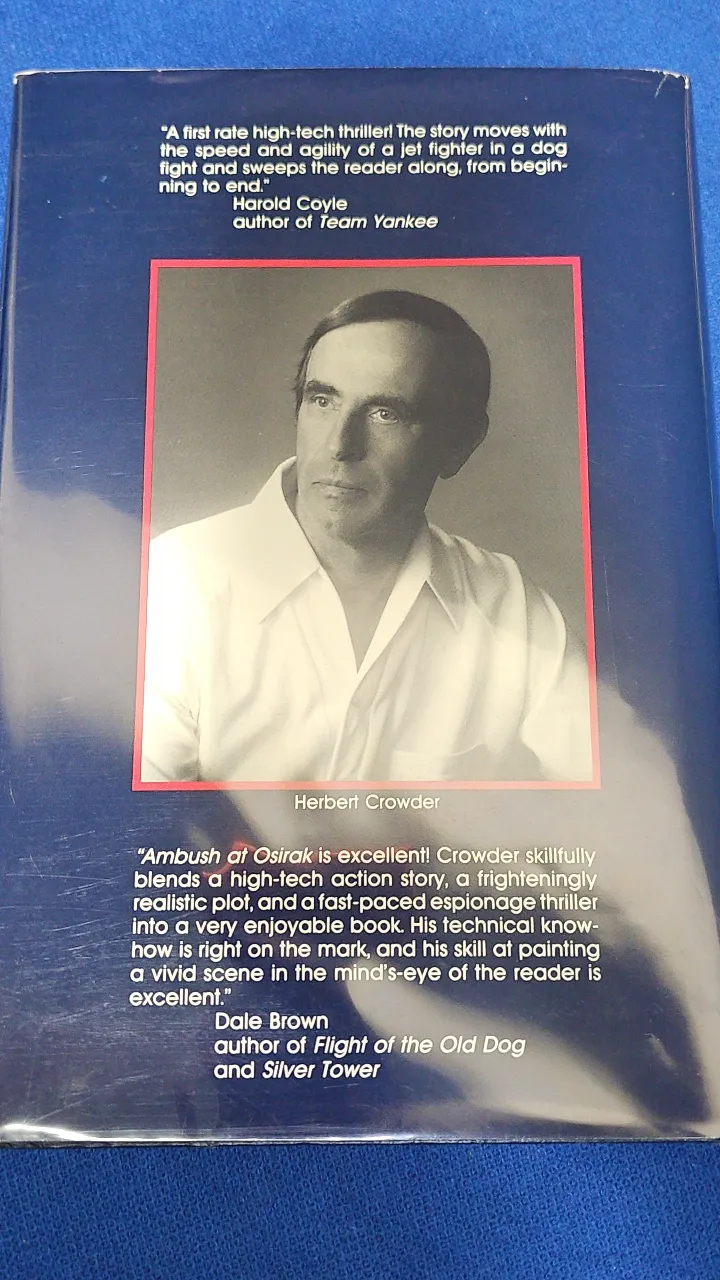 "A first rate high-tech thriller! The story moves with
the speed and agility of a jet fighter in a dog
fight and sweeps the reader along, from begin-
ning to end."
Harold Coyle
author of Team Yankee
Herbert Crowder
"Ambush at Osirak is excellent! Crowder skillfully
blends a high-tech action story, a frighteningly
realistic plot, and a fast-paced espionage thriller
into a very enjoyable book. His technical know-
how is right on the mark, and his skill at painting
a vivid scene in the mind's-eye of the reader is
excellent."
Dale Brown
author of Flight of the Old Dog
and Silver Tower